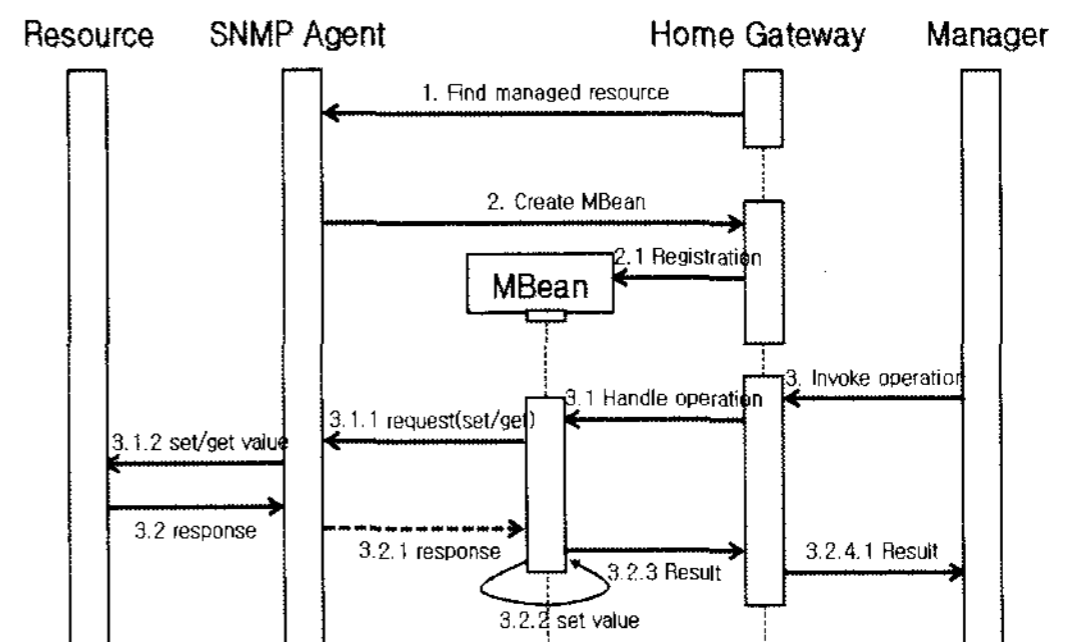 Resource SNMP Agent Home Gateway Manager
1. Find managed resource
2. Create MBean
2.1 Registration
MBean
3. Invoke operation
3.1 Handle operation
3.1.1 request(set/get)
3.1.2 set/get value
3.2 response
3.2.1 response
3.2.4.1 Result
3.2.3 Result
3.2.2 set value